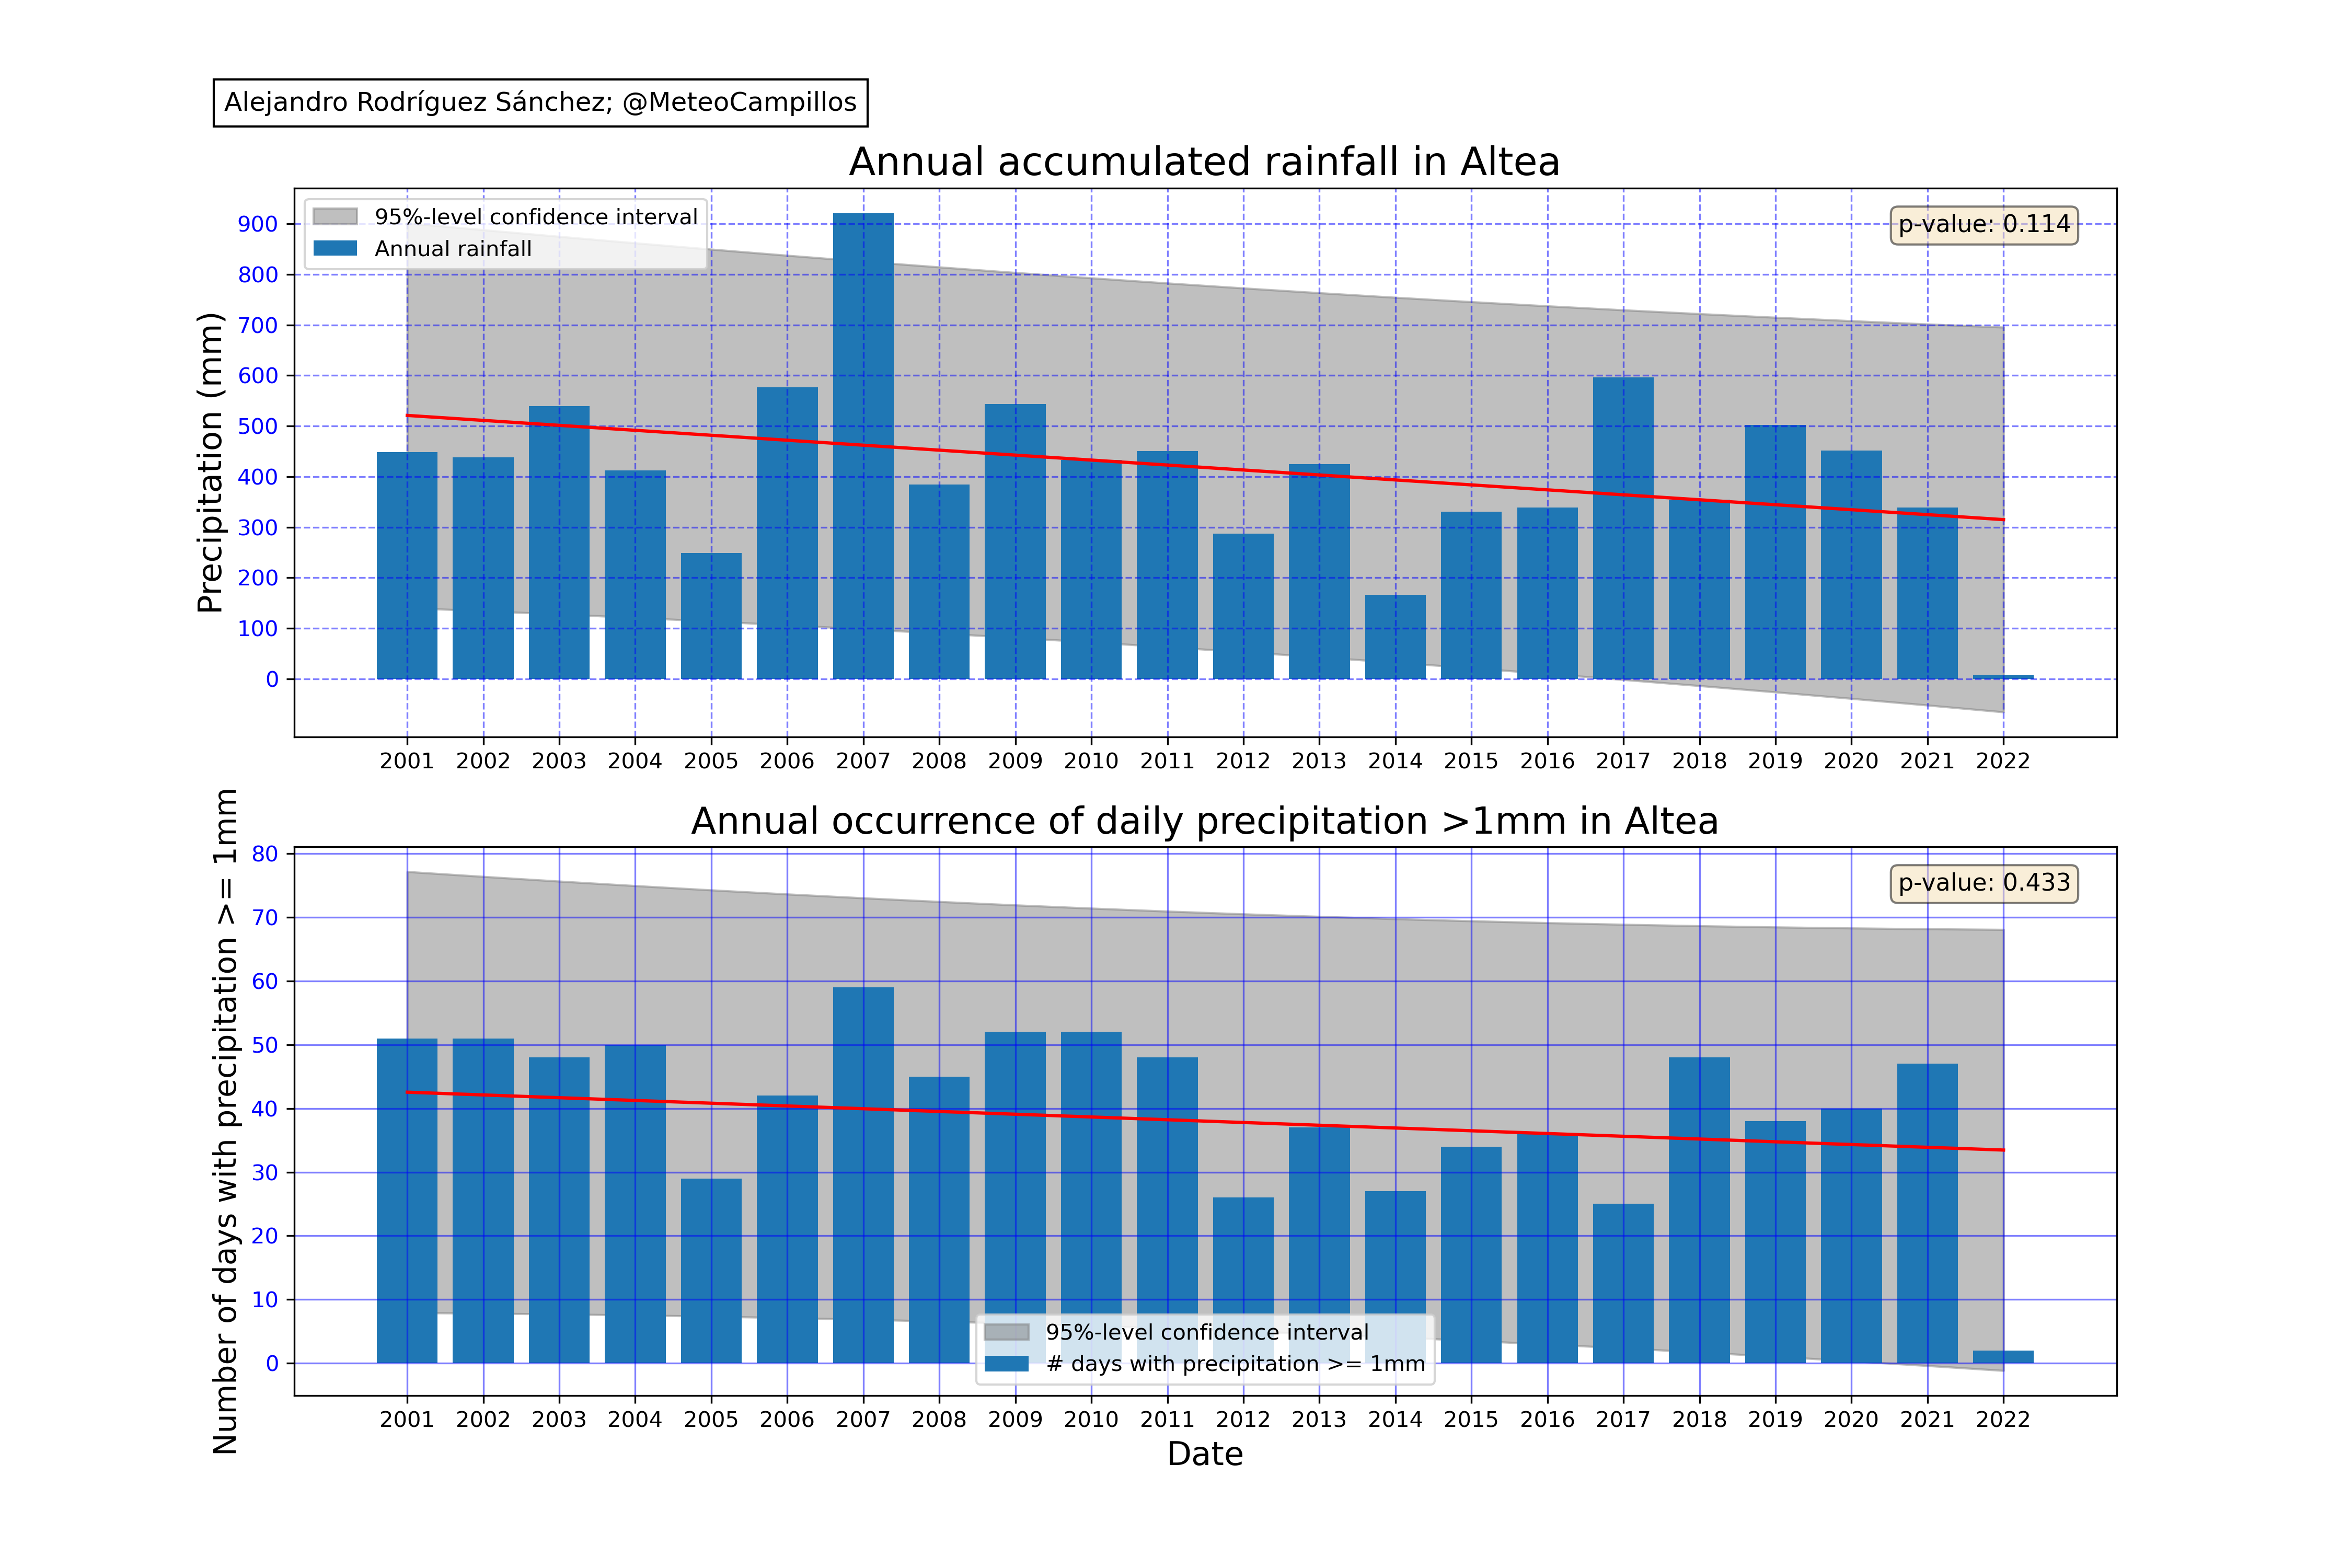 Alejandro Rodríguez Sánchez; @MeteoCampillos
Annual accumulated rainfall in Altea
95%-level confidence interval
Annual rainfall
p-value: 0.114
Precipitation (mm)
900
800
700
600
500
400
300
200
100
0
2001 2002 2003 2004 2005 2006 2007 2008 2009 2010 2011 2012 2013 2014 2015 2016 2017 2018 2019 2020 2021 2022
Annual occurrence of daily precipitation >1mm in Altea
p-value: 0.433
Number of days with precipitation >= 1mm
80
70
60
50
40
30
20
10
0
95%-level confidence interval
# days with precipitation >= 1mm
2001 2002 2003 2004 2005 2006 2007 2008 2009 2010 2011 2012 2013 2014 2015 2016 2017 2018 2019 2020 2021 2022
Date